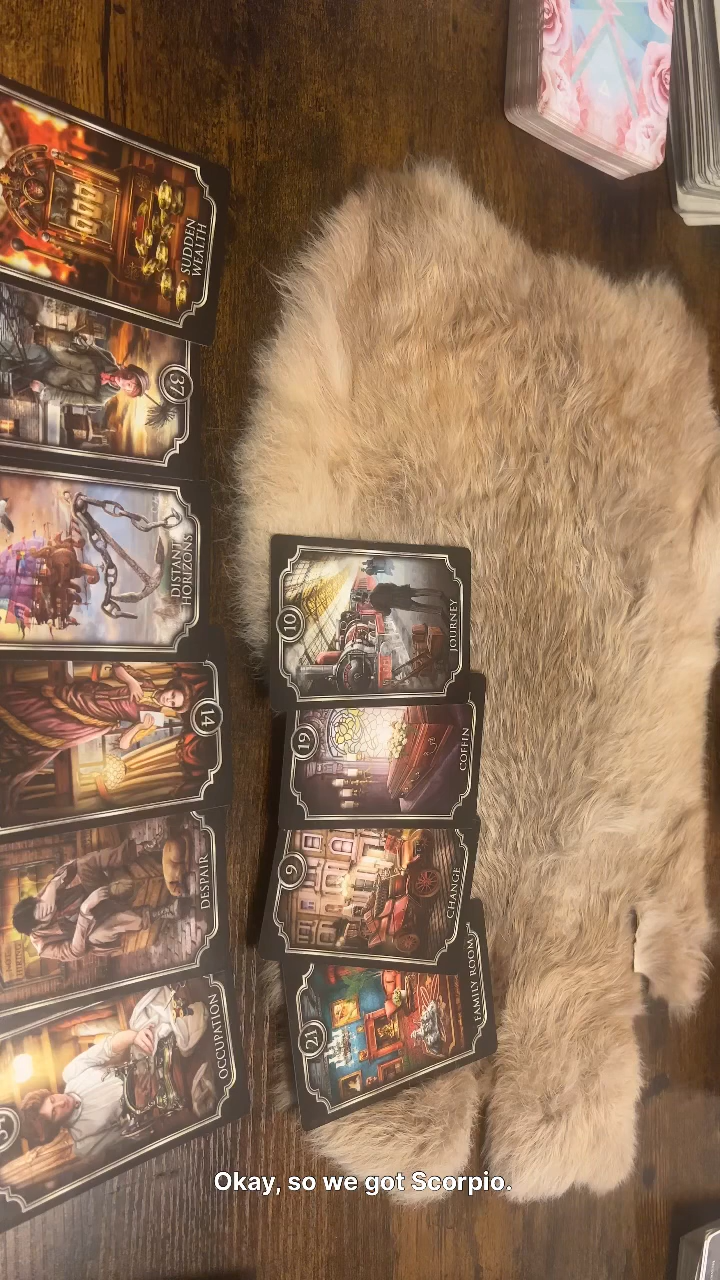 SUDDEN
WEALTH
37
DISTANT
HORIZONS
14
DESPAIR
OCCUPATION
10
JOURNEY
19
COFFIN
9
CHANGE
21
FAMILY ROOM
Okay, so we got Scorpio.